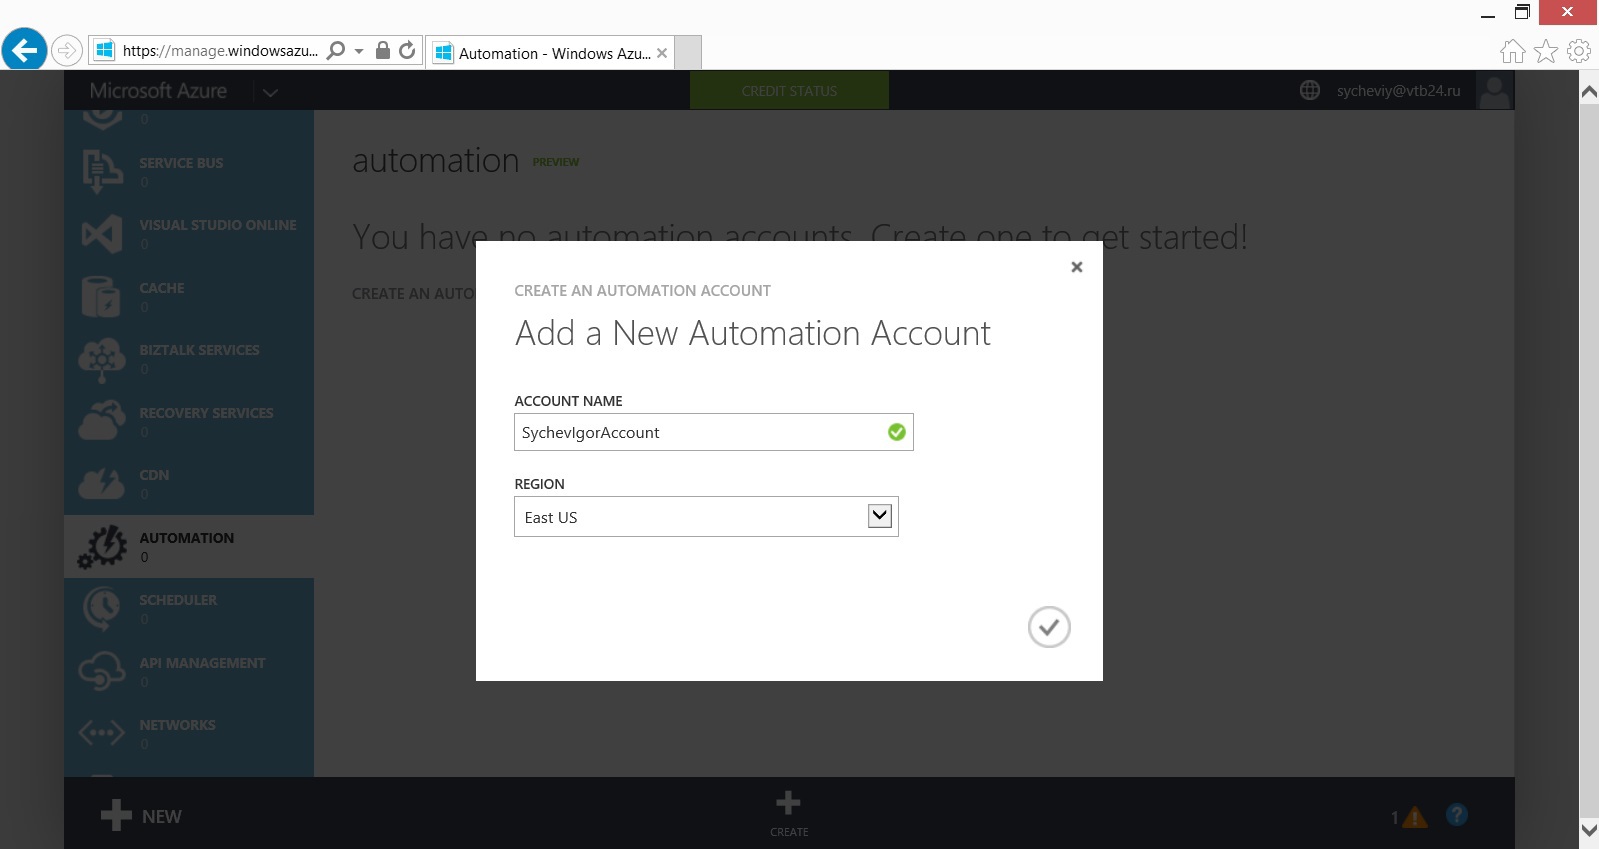 https://manage.windowsazu...
Automation - Windows Azu...
Microsoft Azure
CREDIT STATUS
sycheviy@vtb24.ru
0
SERVICE BUS
0
VISUAL STUDIO ONLINE
0
CACHE
0
BIZTALK SERVICES
0
RECOVERY SERVICES
0
CDN
0
AUTOMATION
0
SCHEDULER
0
API MANAGEMENT
0
NETWORKS
0
automation PREVIEW
You have no automation accounts. Create one to get started!
CREATE AN AUTO
CREATE AN AUTOMATION ACCOUNT
Add a New Automation Account
ACCOUNT NAME
SychevIgorAccount
REGION
East US
NEW
CREATE
1
?